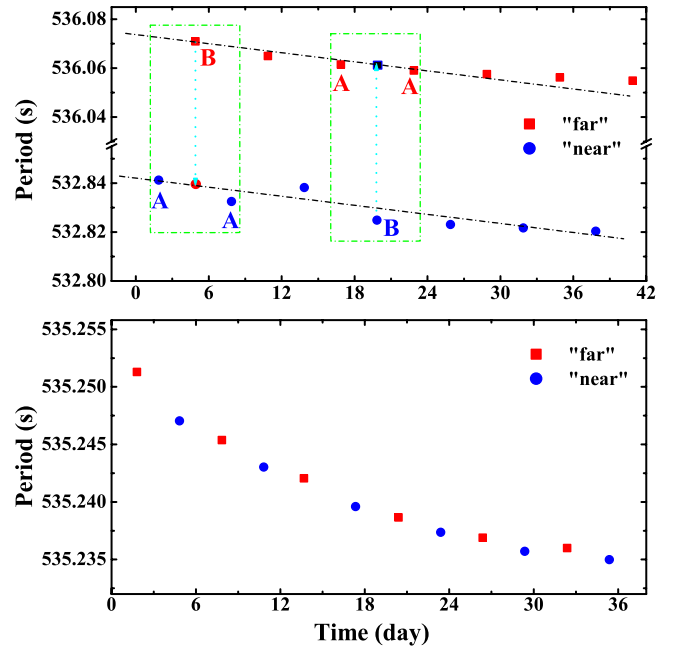 536.08
536.06
536.04
532.84
532.82
532.80
Period (s)
B
A
A
"far"
"near"
A
A
B
0 6 12 18 24 30 36 42
535.255
535.250
535.245
535.240
535.235
Period (s)
"far"
"near"
0 6 12 18 24 30 36
Time (day)